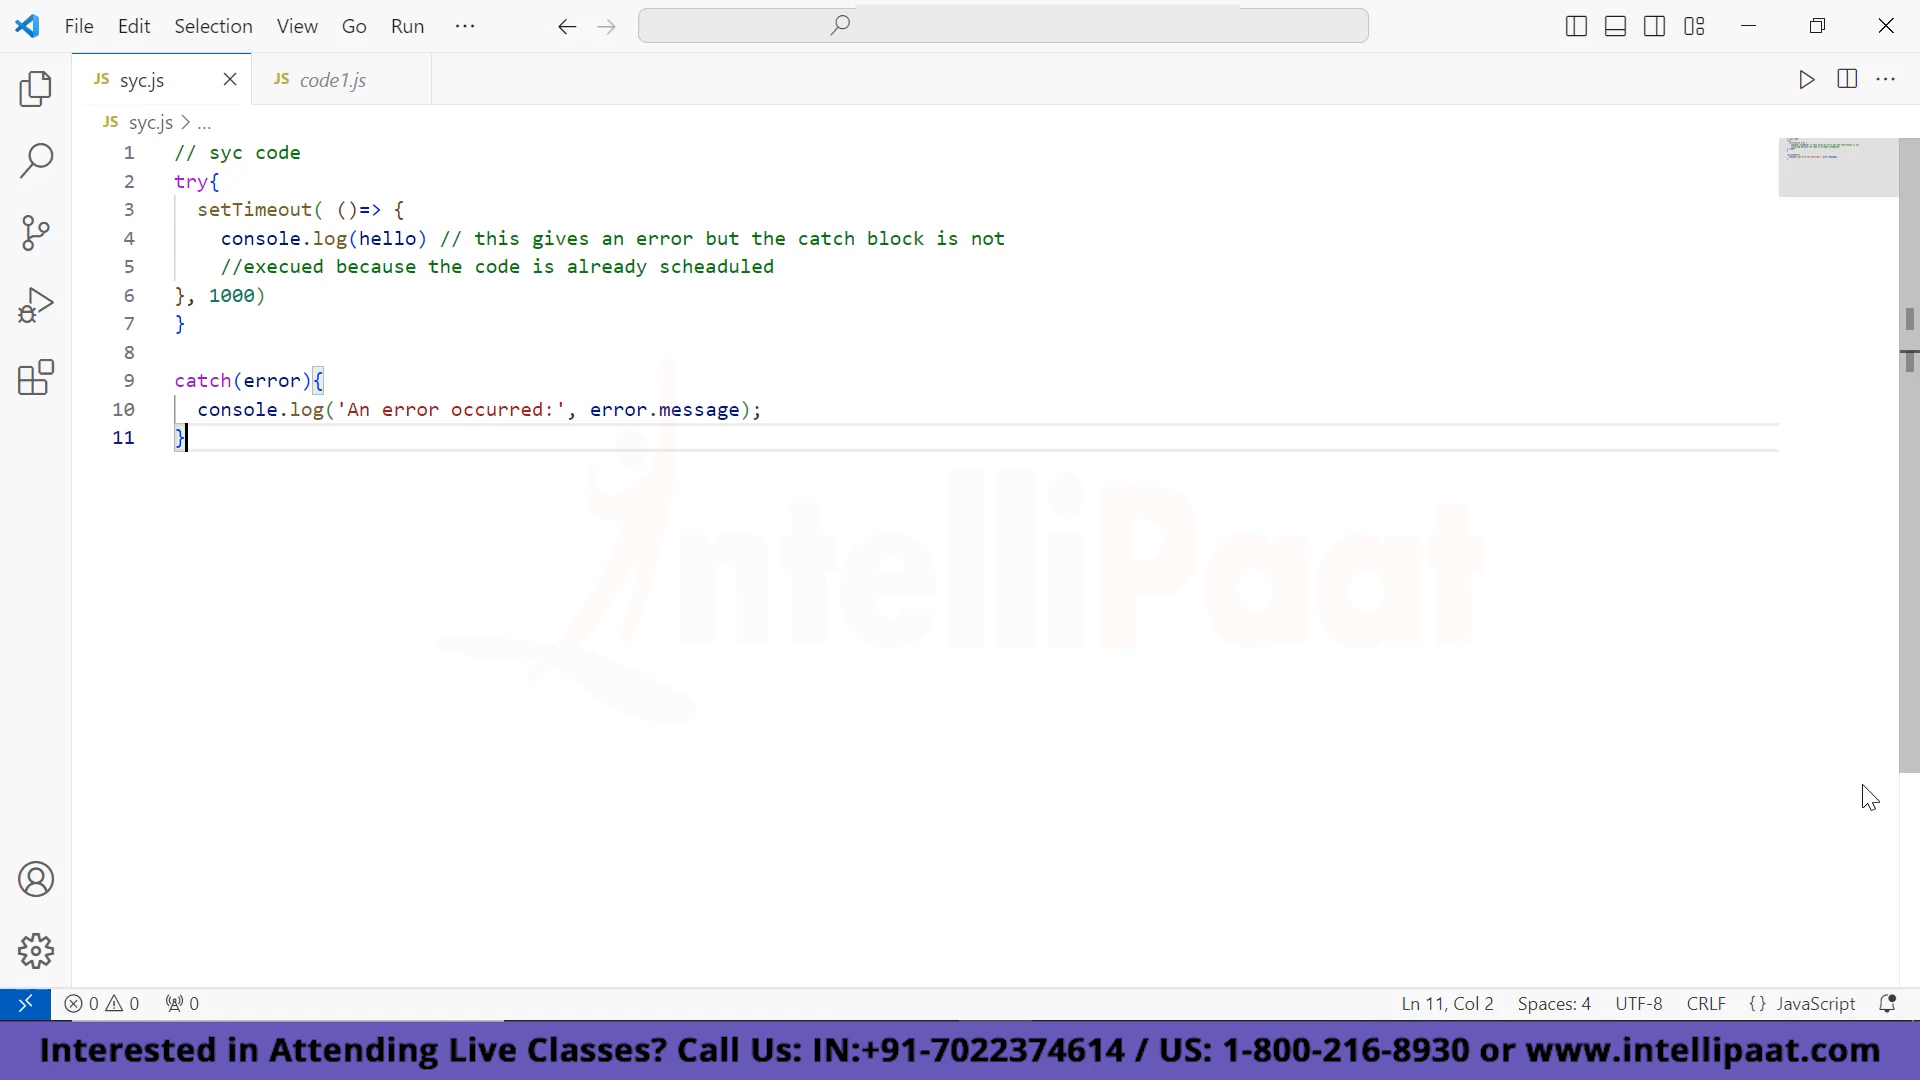 File Edit Selection View Go Run ...
JS syc.js JS code1.js
JS syc.js > ...
1 // syc code
2 try{
3 setTimeout( ()=> {
4 console.log(hello) // this gives an error but the catch block is not
5 //execued because the code is already scheaduled
6 }, 1000)
7 }
8
9 catch(error){
10 console.log('An error occurred:', error.message);
11 }
IntelliPaat
0 0 0 Ln 11, Col 2 Spaces: 4 UTF-8 CRLF {} JavaScript
Interested in Attending Live Classes? Call Us: IN:+91-7022374614 / US: 1-800-216-8930 or www.intellipaat.com